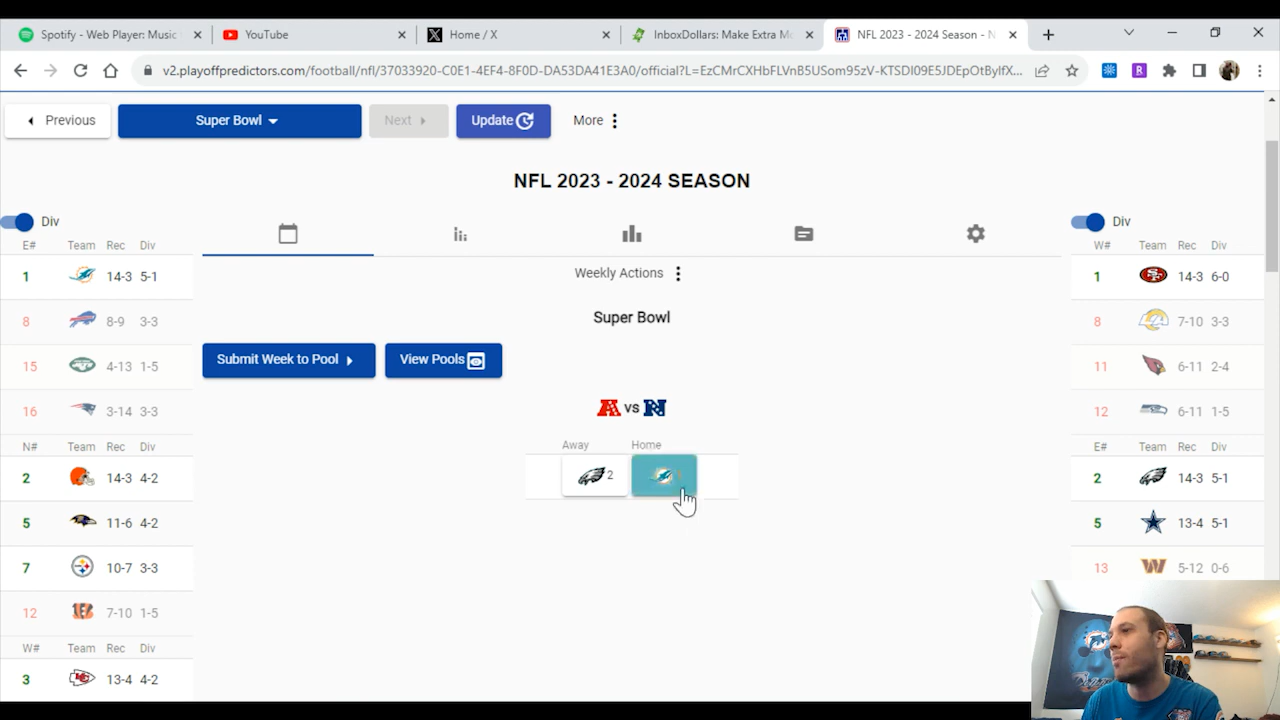 Spotify - Web Player: Music
YouTube
Home / X
InboxDollars: Make Extra Mo
NFL 2023 - 2024 Season - N
v2.playoffpredictors.com/football/nfl/37033920-C0E1-4EF4-8F0D-DA53DA41E3A0/official?L=EzCMrCXHbFLVnB5USom95zV-KTSDI09E5JDEpOtBylfX...
R
Previous
Super Bowl
Next
Update
More
NFL 2023 - 2024 SEASON
Div
Div
E# Team Rec Div
W# Team Rec Div
1 14-3 5-1
1 14-3 6-0
Weekly Actions
8 8-9 3-3
Super Bowl
8 7-10 3-3
15 4-13 1-5
Submit Week to Pool
View Pools
11 6-11 2-4
16 3-14 3-3
A vs N
12 6-11 1-5
N# Team Rec Div
Away Home
E# Team Rec Div
2 14-3 4-2
2
2 14-3 5-1
5 11-6 4-2
5 13-4 5-1
7 10-7 3-3
13 W 5-12 0-6
12 7-10 1-5
W# Team Rec Div
3 KC 13-4 4-2